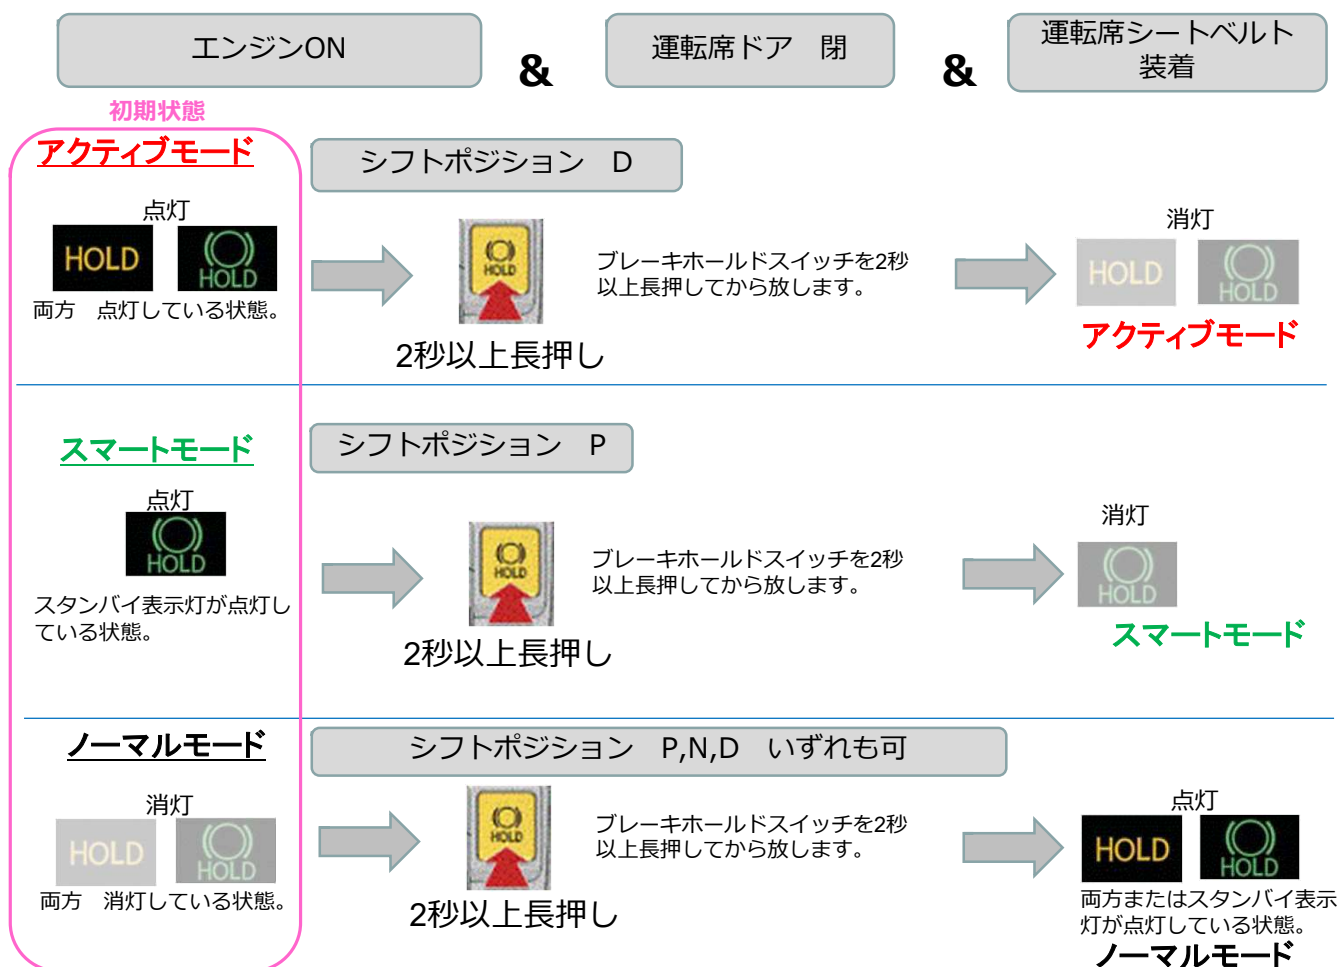 エンジンON
&
運転席ドア　閉
&
運転席シートベルト
装着
初期状態
アクティブモード
シフトポジション　D
点灯
HOLD
HOLD
両方　点灯している状態。
HOLD
2秒以上長押し
ブレーキホールドスイッチを2秒
以上長押してから放します。
消灯
HOLD
HOLD
アクティブモード
スマートモード
シフトポジション　P
点灯
HOLD
スタンバイ表示灯が点灯し
ている状態。
HOLD
2秒以上長押し
ブレーキホールドスイッチを2秒
以上長押してから放します。
消灯
HOLD
スマートモード
ノーマルモード
シフトポジション　P,N,D　いずれも可
消灯
HOLD
HOLD
両方　消灯している状態。
HOLD
2秒以上長押し
ブレーキホールドスイッチを2秒
以上長押してから放します。
点灯
HOLD
HOLD
両方またはスタンバイ表示
灯が点灯している状態。
ノーマルモード